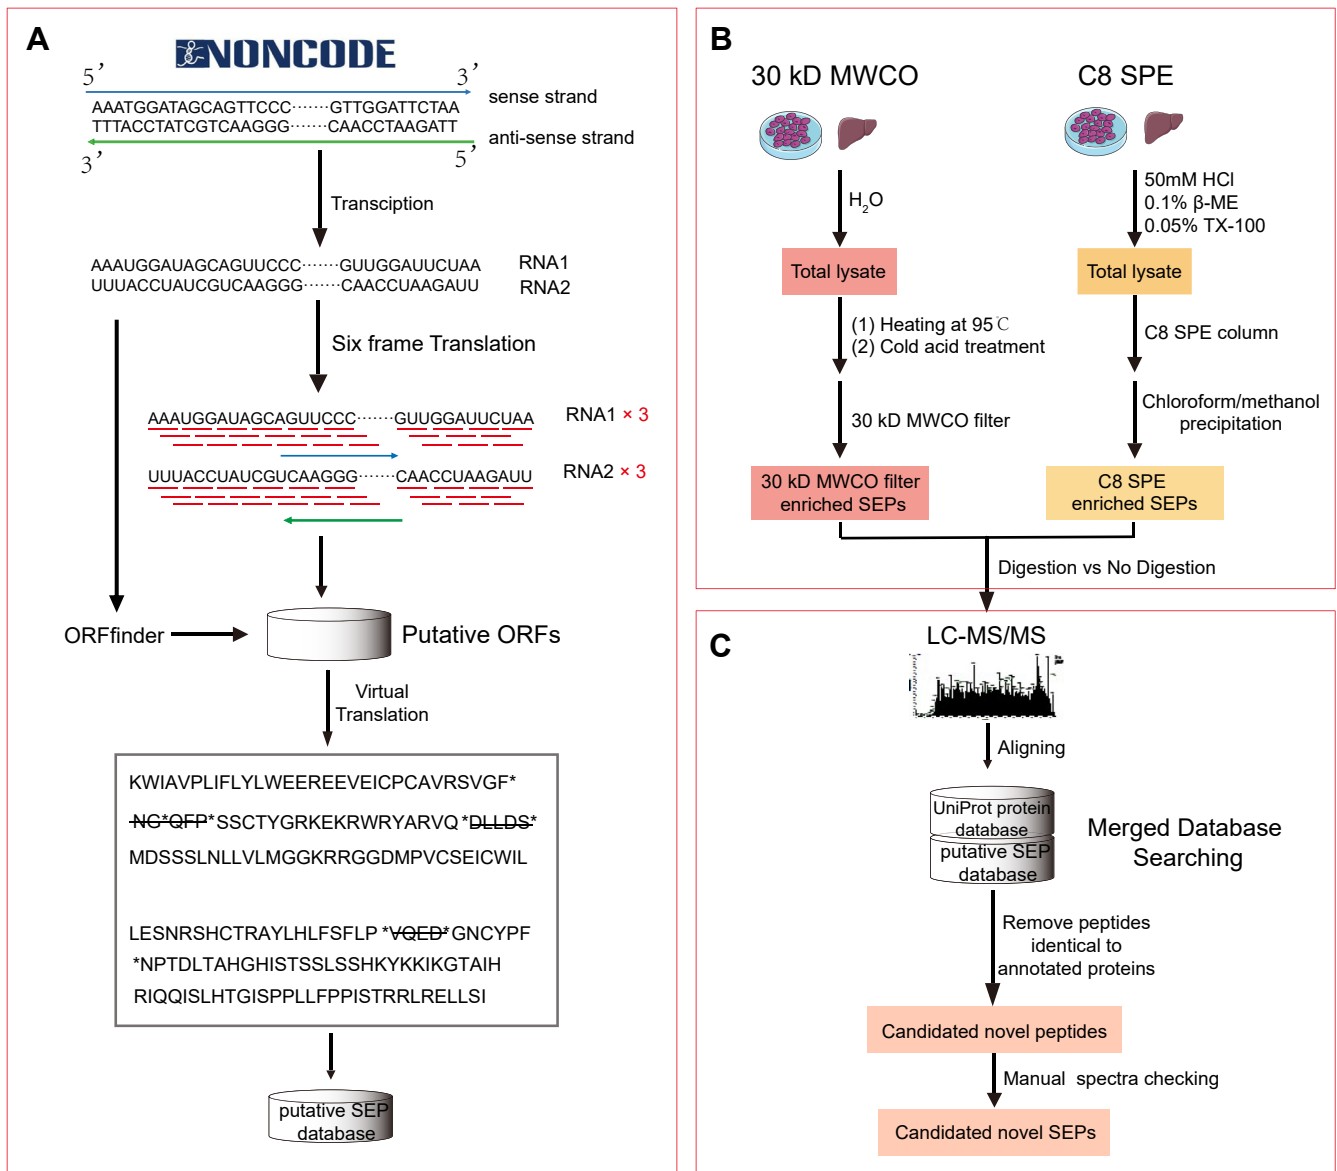 A
NONCODE
5’ 3’
AAATGGATAGCAGTTCCC·······GTTGGATTCTAA
sense strand
TTTACCTATCGTCAAGGG·······CAACCTAAGATT
anti-sense strand
3’ 5’
Transciption
AAAUGGAUAGCAGUUCCC·······GUUGGAUUCUAA RNA1
UUUACCUAUCGUCAAGGG·······CAACCUAAGAUU RNA2
Six frame Translation
AAAUGGAUAGCAGUUCCC·······GUUGGAUUCUAA RNA1 × 3
UUUACCUAUCGUCAAGGG·······CAACCUAAGAUU RNA2 × 3
ORFfinder
Putative ORFs
Virtual
Translation
KWIAVPLIFLYLWEEREEVEICPCAVRSVGF*
NG*QFP*SSCTYGRKEKRWRYARVQ*DLLDS*
MDSSSLNLLVLMGGKRRGGDMPVCSEICWIL
LESNRSHCTRAYLHLFSFLP*VQED*GNCYPF
*NPTDLTAHGHISTSSLSSHKYKKIKGTAIH
RIQQISLHTGISPPLLFPPISTRRLRELLSI
putative SEP
database
B
30 kD MWCO
C8 SPE
H2O
50mM HCl
0.1% β-ME
0.05% TX-100
Total lysate
Total lysate
(1) Heating at 95℃
(2) Cold acid treatment
C8 SPE column
30 kD MWCO filter
Chloroform/methanol
precipitation
30 kD MWCO filter
enriched SEPs
C8 SPE
enriched SEPs
Digestion vs No Digestion
C
LC-MS/MS
Aligning
UniProt protein
database
putative SEP
database
Merged Database
Searching
Remove peptides
identical to
annotated proteins
Candidated novel peptides
Manual spectra checking
Candidated novel SEPs